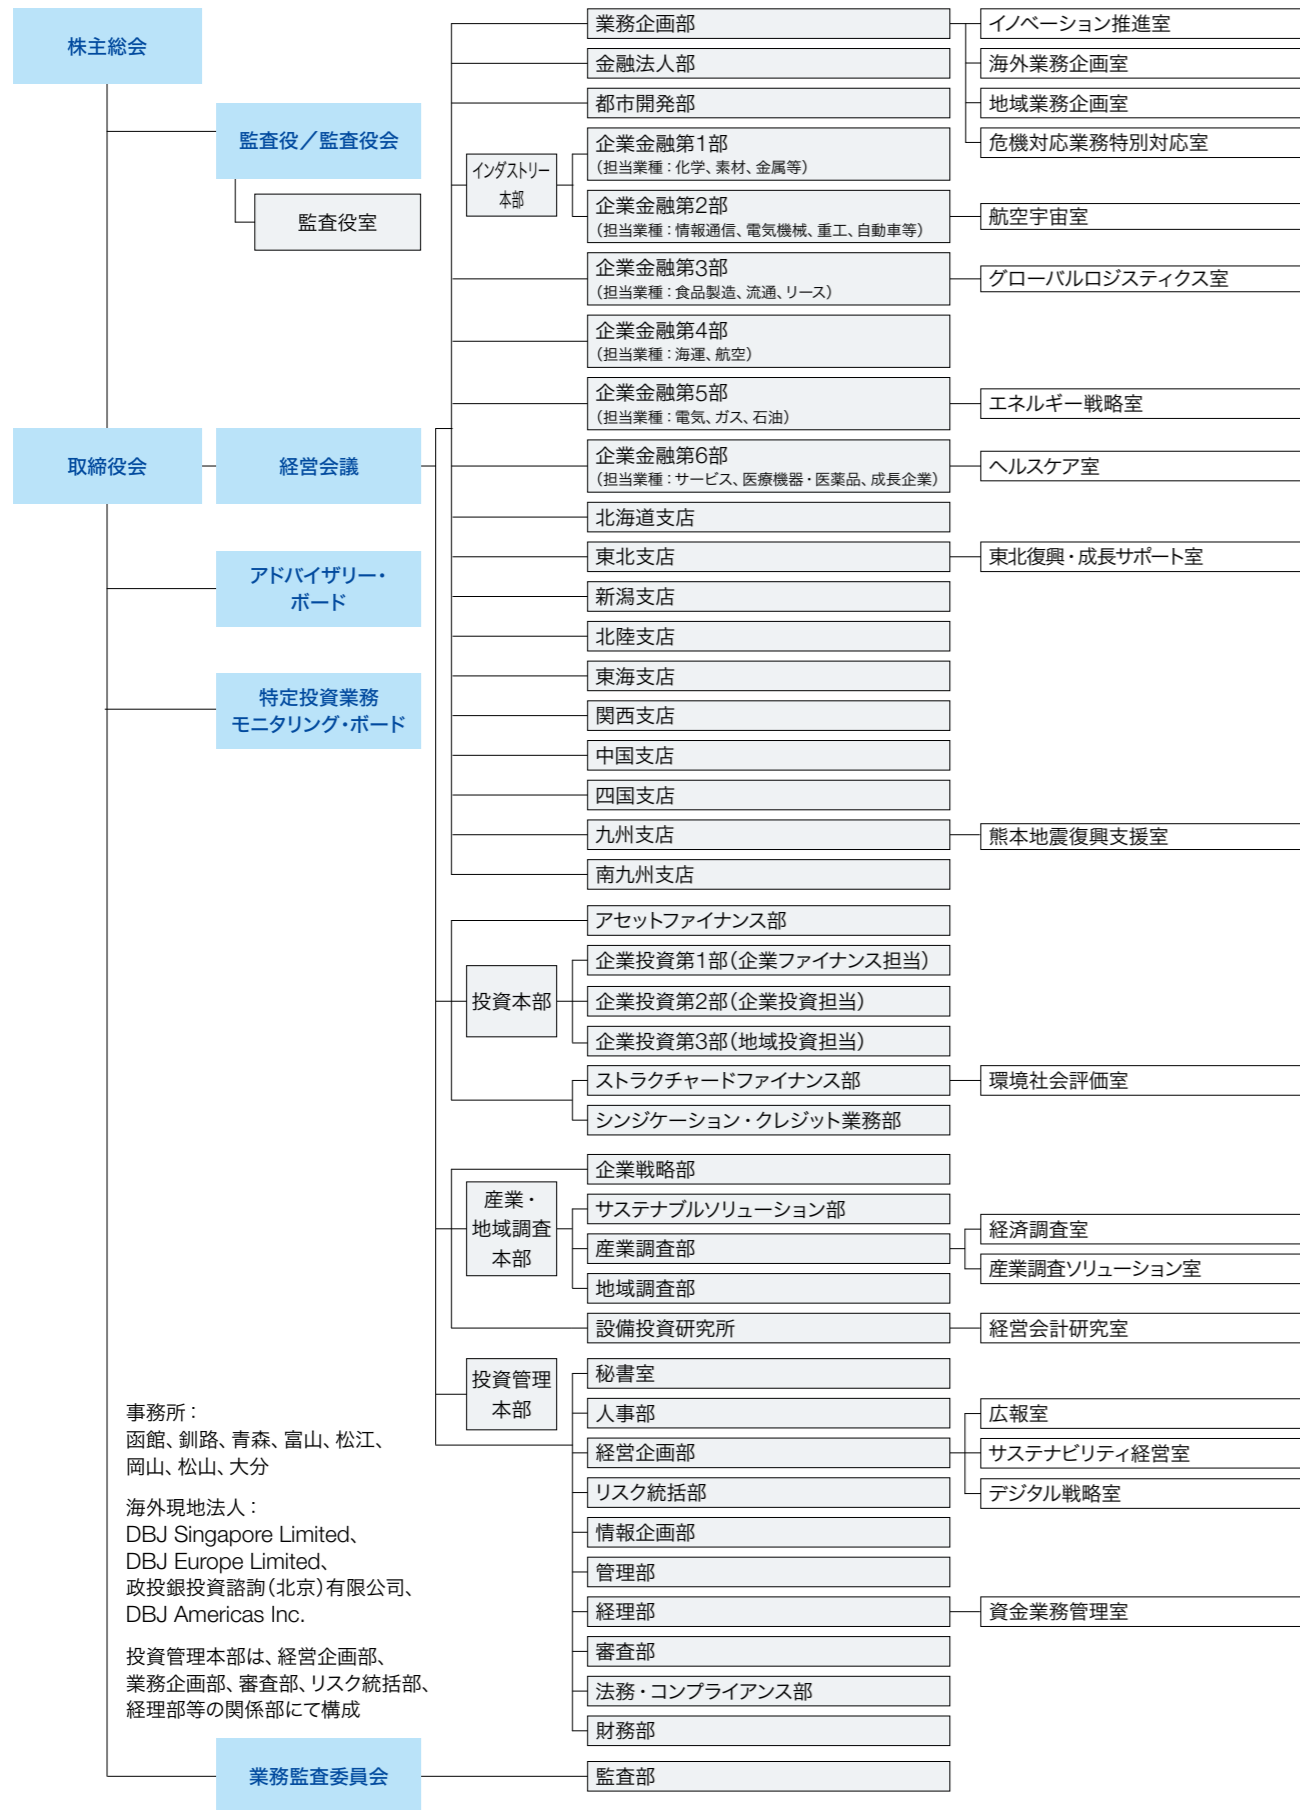 株主総会
監査役／監査役会
監査役室
取締役会
経営会議
アドバイザリー・
ボード
特定投資業務
モニタリング・ボード
業務企画部
イノベーション推進室
海外業務企画室
地域業務企画室
危機対応業務特別対応室
金融法人部
都市開発部
インダストリー
本部
企業金融第1部
（担当業種：化学、素材、金属等）
企業金融第2部
（担当業種：情報通信、電気機械、重工、自動車等）
航空宇宙室
企業金融第3部
（担当業種：食品製造、流通、リース）
グローバルロジスティクス室
企業金融第4部
（担当業種：海運、航空）
企業金融第5部
（担当業種：電気、ガス、石油）
エネルギー戦略室
企業金融第6部
（担当業種：サービス、医療機器・医薬品、成長企業）
ヘルスケア室
北海道支店
東北支店
東北復興・成長サポート室
新潟支店
北陸支店
東海支店
関西支店
中国支店
四国支店
九州支店
熊本地震復興支援室
南九州支店
アセットファイナンス部
投資本部
企業投資第1部（企業ファイナンス担当）
企業投資第2部（企業投資担当）
企業投資第3部（地域投資担当）
ストラクチャードファイナンス部
環境社会評価室
シンジケーション・クレジット業務部
企業戦略部
産業・
地域調査
本部
サステナブルソリューション部
産業調査部
経済調査室
産業調査ソリューション室
地域調査部
設備投資研究所
経営会計研究室
投資管理
本部
秘書室
人事部
経営企画部
広報室
サステナビリティ経営室
デジタル戦略室
リスク統括部
情報企画部
管理部
経理部
資金業務管理室
審査部
法務・コンプライアンス部
財務部
事務所：
函館、釧路、青森、富山、松江、
岡山、松山、大分
海外現地法人：
DBJ Singapore Limited、
DBJ Europe Limited、
政投銀投資諮詢（北京）有限公司、
DBJ Americas Inc.
投資管理本部は、経営企画部、
業務企画部、審査部、リスク統括部、
経理部等の関係部にて構成
業務監査委員会
監査部